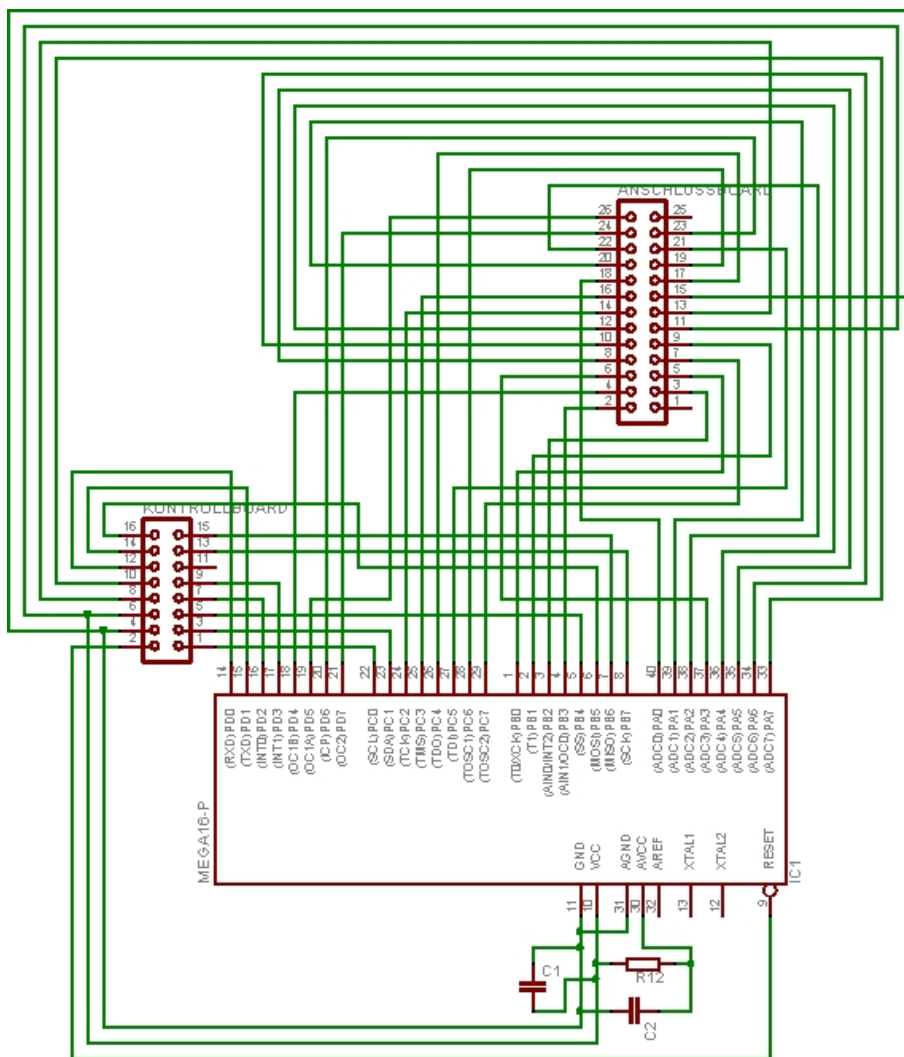 ANSCHLUSSBOARD
26 25
24 23
22 21
20 19
18 17
16 15
14 13
12 11
10 9
8 7
6 5
4 3
2 1
KONTROLLBOARD
16 15
14 13
12 11
10 9
8 7
6 5
4 3
2 1
14 15 16 17 18 19 20 21 22 23 24 25 26 27 28 29 1 2 3 4 5 6 7 8 40 39 38 37 36 35 34 33
(RXD)PD0
(TXD)PD1
(INT0)PD2
(INT1)PD3
(OC1B)PD4
(OC1A)PD5
(ICP)PD6
(OC2)PD7
(SCL)PC0
(SDA)PC1
(TCK)PC2
(TMS)PC3
(TDO)PC4
(TDI)PC5
(TOSC1)PC6
(TOSC2)PC7
(T0/XCK)PB0
(T1)PB1
(AIN0/INT2)PB2
(AIN1/OC0)PB3
(SS)PB4
(MOSI)PB5
(MISO)PB6
(SCK)PB7
(ADC0)PA0
(ADC1)PA1
(ADC2)PA2
(ADC3)PA3
(ADC4)PA4
(ADC5)PA5
(ADC6)PA6
(ADC7)PA7
MEGA16-P
GND
VCC
AGND
AVCC
AREF
XTAL1
XTAL2
RESET
IC1
11 10 31 30 32 13 12 9
C1
R12
C2